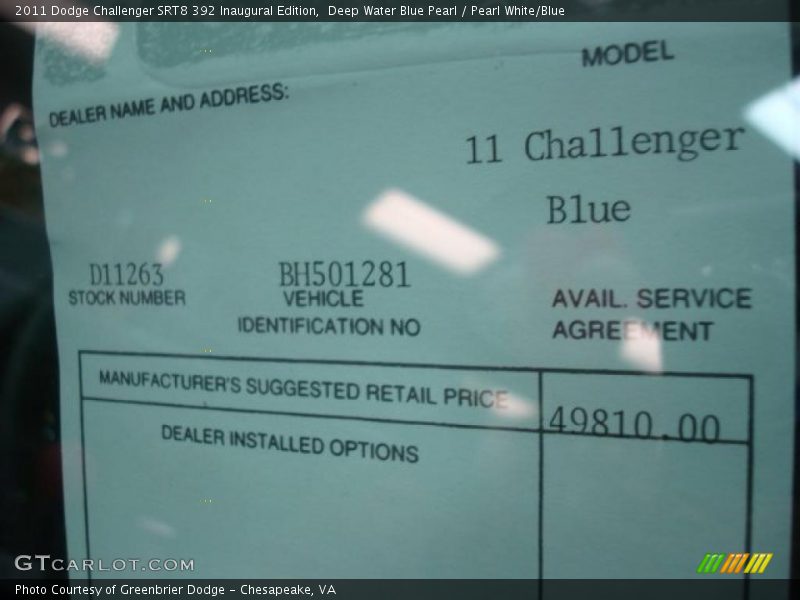 2011 Dodge Challenger SRT8 392 Inaugural Edition,  Deep Water Blue Pearl / Pearl White/Blue
MODEL
DEALER NAME AND ADDRESS:
11 Challenger
Blue
D11263
STOCK NUMBER
BH501281
VEHICLE
IDENTIFICATION NO
AVAIL. SERVICE
AGREEMENT
MANUFACTURER'S SUGGESTED RETAIL PRICE
49810.00
DEALER INSTALLED OPTIONS
GTCARLOT.COM
Photo Courtesy of Greenbrier Dodge - Chesapeake, VA